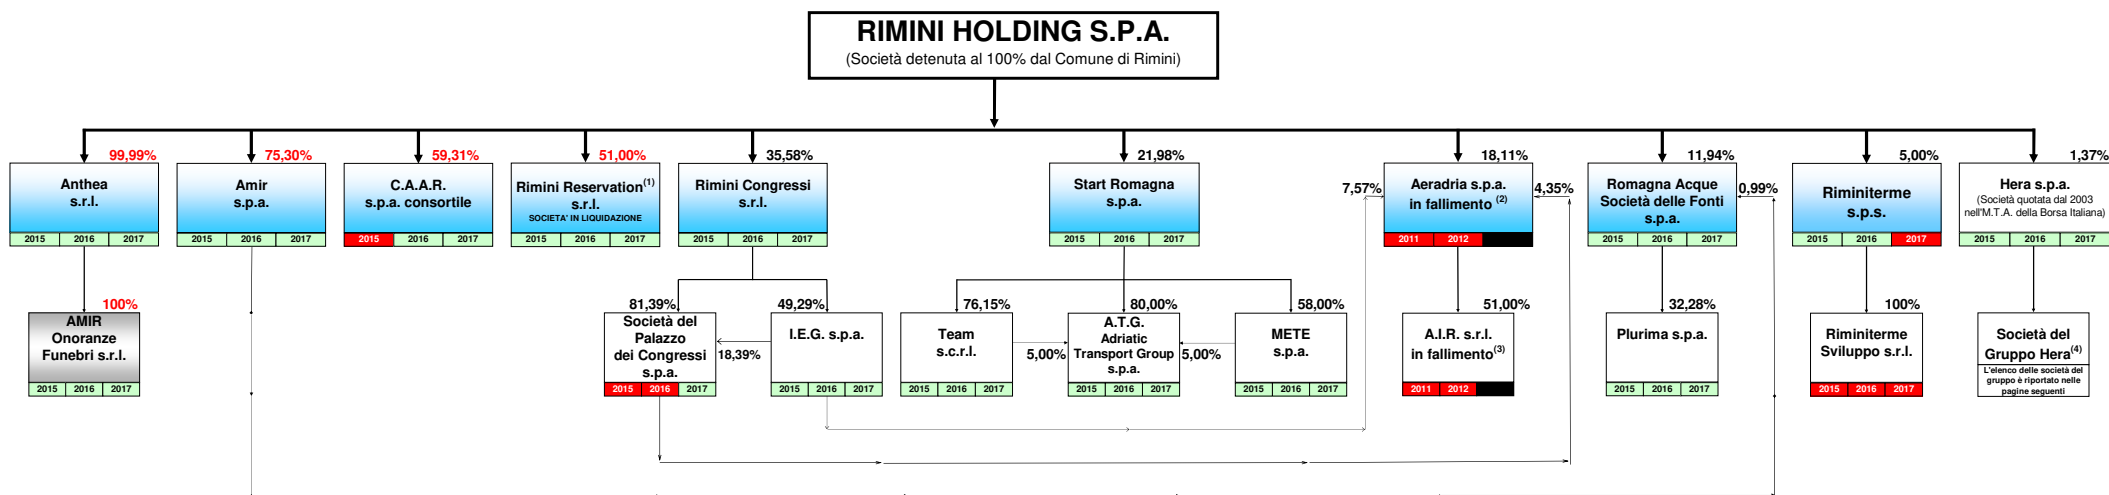 RIMINI HOLDING S.P.A.
(Società detenuta al 100% dal Comune di Rimini)
99,99%
Anthea
s.r.l.
2015 2016 2017
75,30%
Amir
s.p.a.
2015 2016 2017
59,31%
C.A.A.R.
s.p.a. consortile
2015 2016 2017
51,00%
Rimini Reservation(1)
s.r.l.
SOCIETA' IN LIQUIDAZIONE
2015 2016 2017
35,58%
Rimini Congressi
s.r.l.
2015 2016 2017
21,98%
Start Romagna
s.p.a.
2015 2016 2017
7,57%
18,11%
Aeradria s.p.a.
in fallimento (2)
2011 2012
4,35%
11,94%
Romagna Acque
Società delle Fonti
s.p.a.
2015 2016 2017
0,99%
5,00%
Riminiterme
s.p.s.
2015 2016 2017
1,37%
Hera s.p.a.
(Società quotata dal 2003
nell'M.T.A. della Borsa Italiana)
2015 2016 2017
100%
AMIR
Onoranze
Funebri s.r.l.
2015 2016 2017
81,39%
Società del
Palazzo
dei Congressi
s.p.a.
2015 2016 2017
18,39%
49,29%
I.E.G. s.p.a.
2015 2016 2017
76,15%
Team
s.c.r.l.
2015 2016 2017
5,00%
80,00%
A.T.G.
Adriatic
Transport Group
s.p.a.
2015 2016 2017
5,00%
58,00%
METE
s.p.a.
2015 2016 2017
51,00%
A.I.R. s.r.l.
in fallimento(3)
2011 2012
32,28%
Plurima s.p.a.
2015 2016 2017
100%
Riminiterme
Sviluppo s.r.l.
2015 2016 2017
Società del
Gruppo Hera(4)
L'elenco delle società del
gruppo è riportato nelle
pagine seguenti